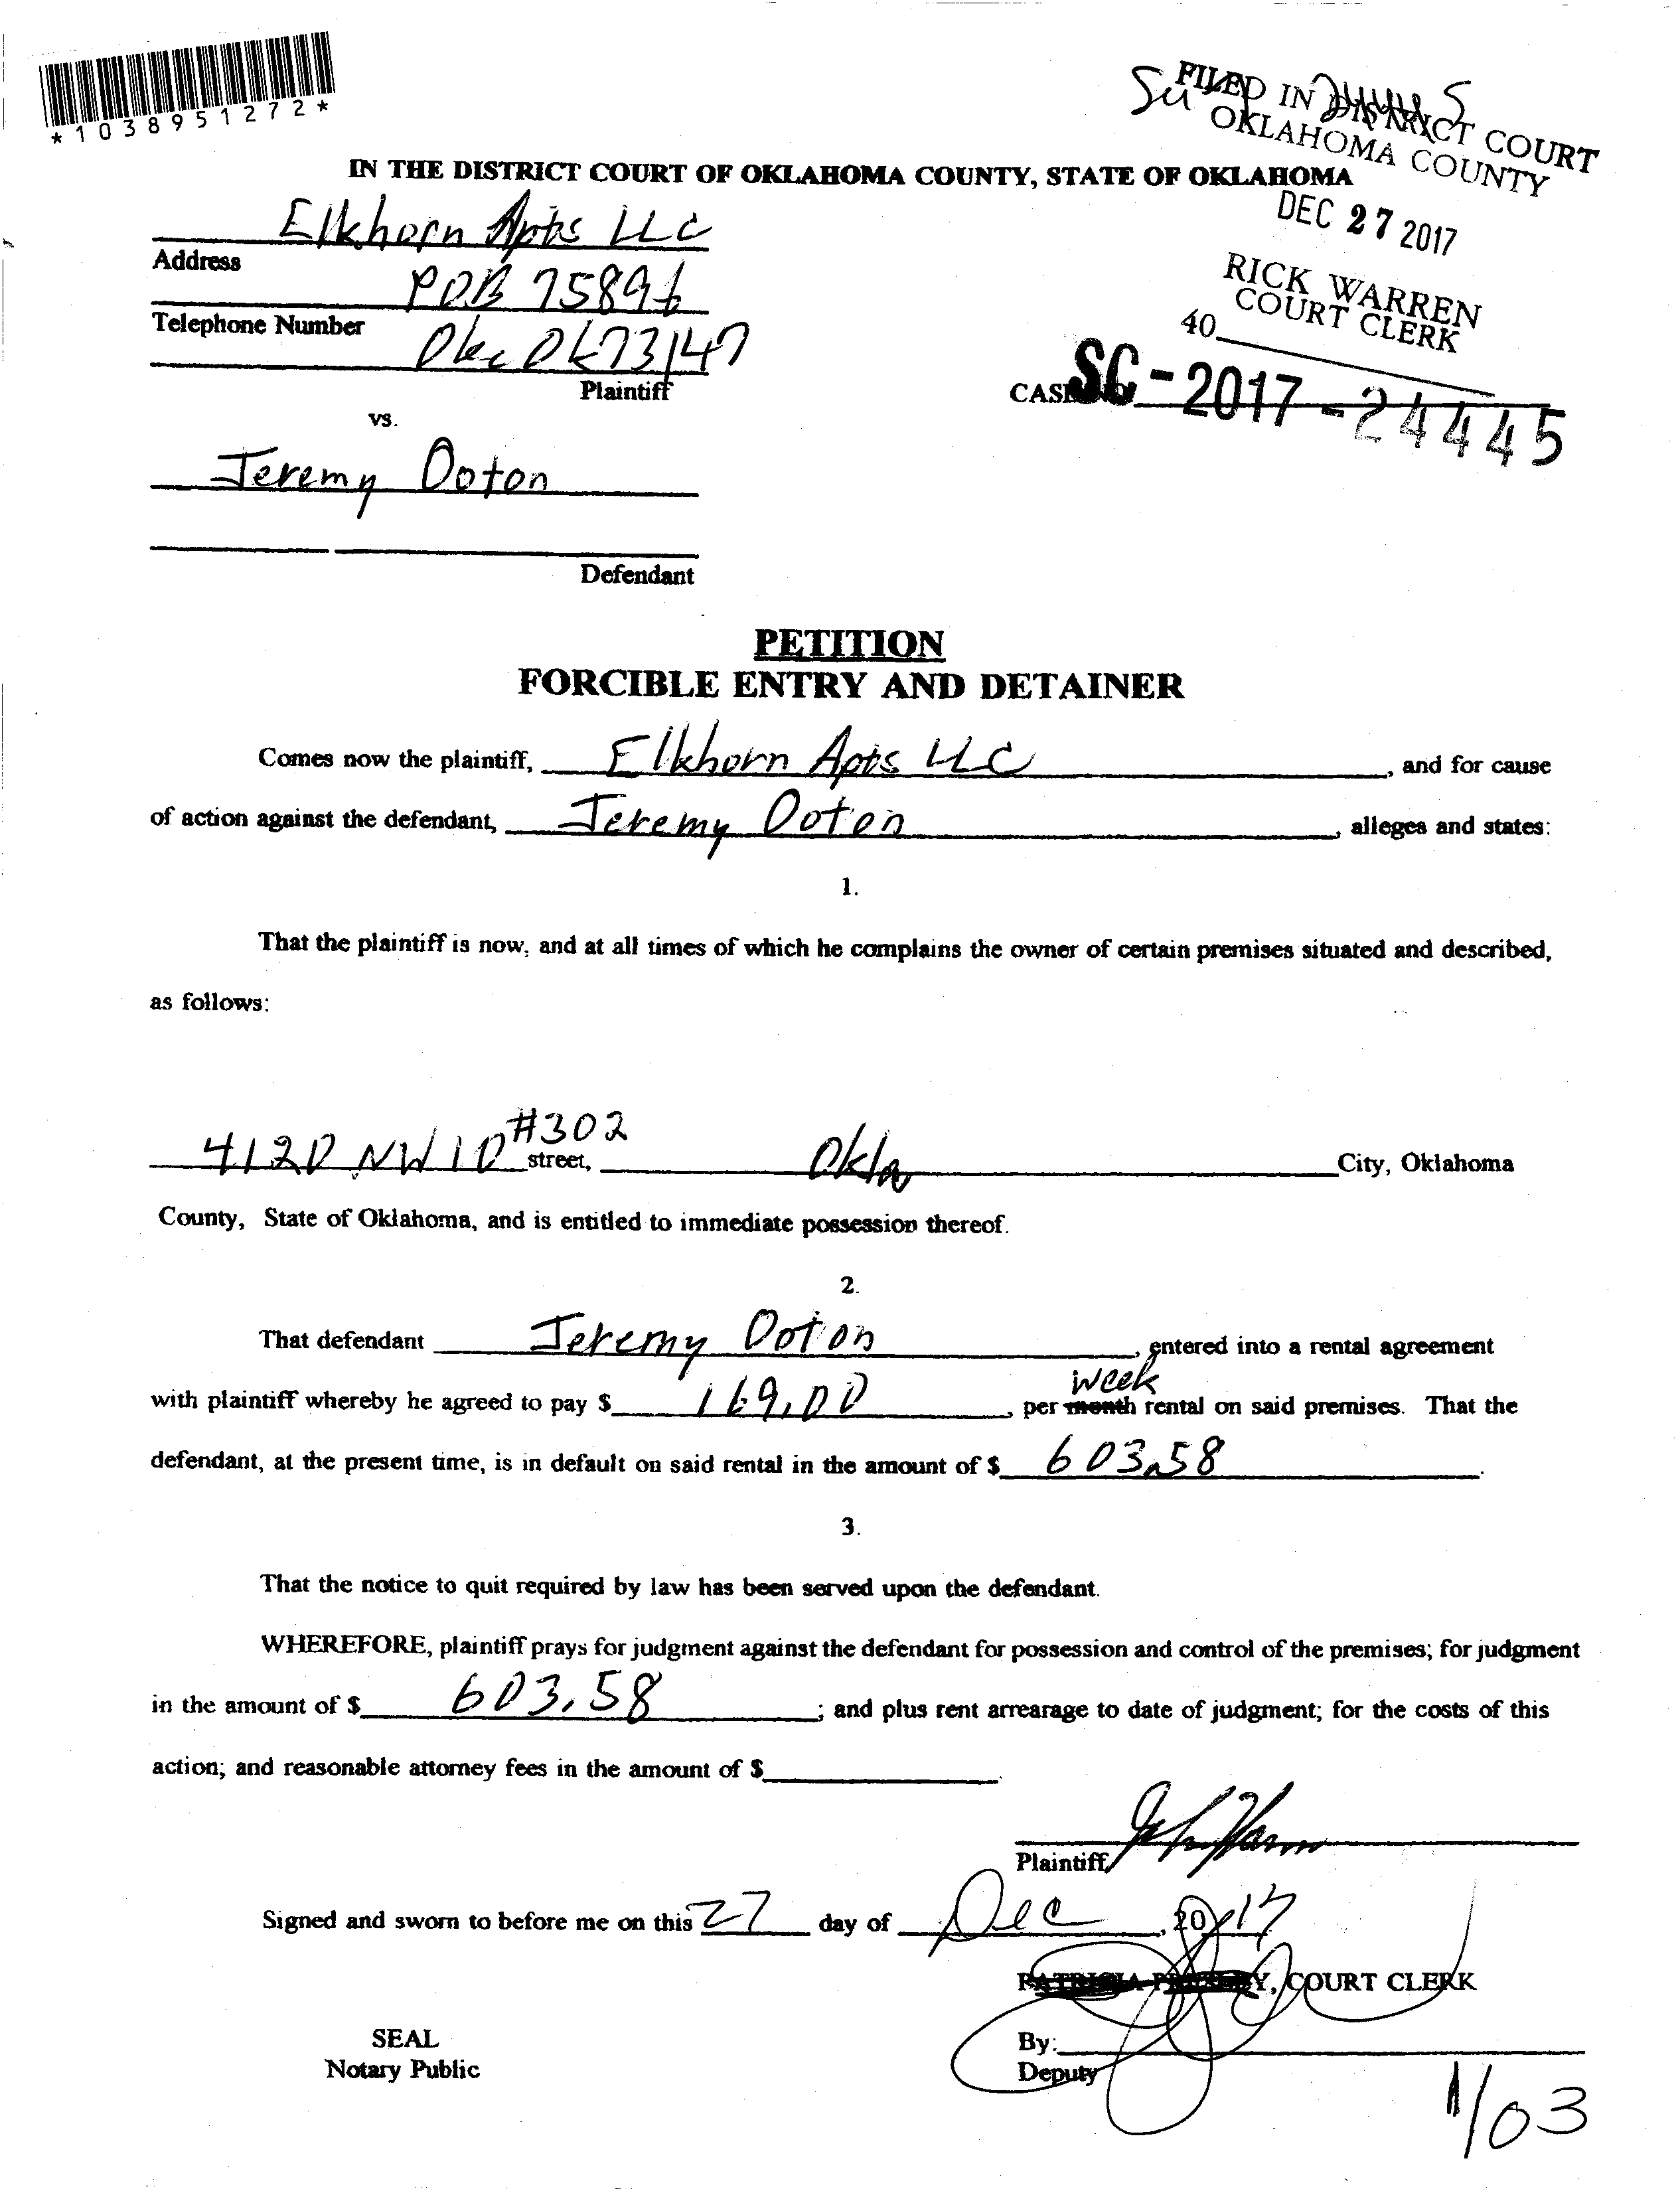 *1038951272*
FILED IN DISTRICT COURT
OKLAHOMA COUNTY
IN THE DISTRICT COURT OF OKLAHOMA COUNTY, STATE OF OKLAHOMA
DEC 27 2017
RICK WARREN
COURT CLERK
40
Elkhorn Apts LLC
Address
POB 75896
Telephone Number
Okc Ok 73147
Plaintiff
CASE SC-2017-24445
vs.
Jeremy Ooton
Defendant
PETITION
FORCIBLE ENTRY AND DETAINER
Comes now the plaintiff, Elkhorn Apts LLC, and for cause
of action against the defendant, Jeremy Ooton, alleges and states:
1.
That the plaintiff is now, and at all times of which he complains the owner of certain premises situated and described,
as follows:
4120 NW 10 #302 street, Okla City, Oklahoma
County, State of Oklahoma, and is entitled to immediate possession thereof.
2.
That defendant Jeremy Ooton, entered into a rental agreement
week
with plaintiff whereby he agreed to pay $ 169.00, per month rental on said premises. That the
defendant, at the present time, is in default on said rental in the amount of $ 603.58.
3.
That the notice to quit required by law has been served upon the defendant.
WHEREFORE, plaintiff prays for judgment against the defendant for possession and control of the premises; for judgment
in the amount of $ 603.58; and plus rent arrearage to date of judgment; for the costs of this
action; and reasonable attorney fees in the amount of $
Plaintiff
Signed and sworn to before me on this 27 day of Dec, 2017
PATRICIA PRESLEY, COURT CLERK
SEAL
Notary Public
By:
Deputy
1/03